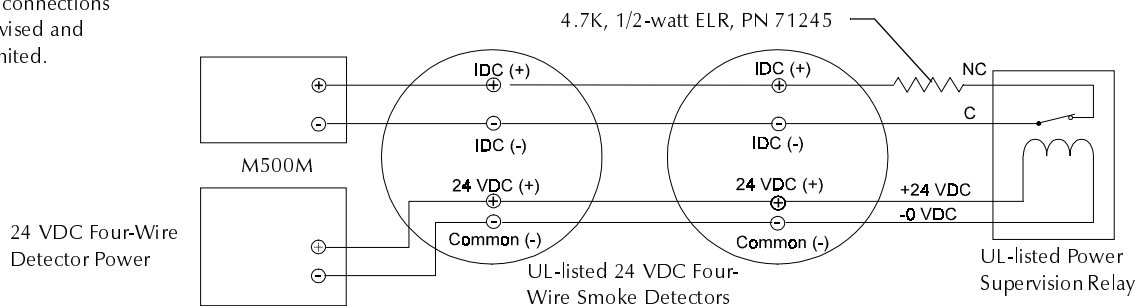 connections
vised and
nited.
4.7K, 1/2-watt ELR, PN 71245
IDC (+)
IDC (+)
NC
C
IDC (-)
IDC (-)
M500M
24 VDC (+)
24 VDC (+)
+24 VDC
-0 VDC
Common (-)
Common (-)
24 VDC Four-Wire
Detector Power
UL-listed 24 VDC Four-
Wire Smoke Detectors
UL-listed Power
Supervision Relay